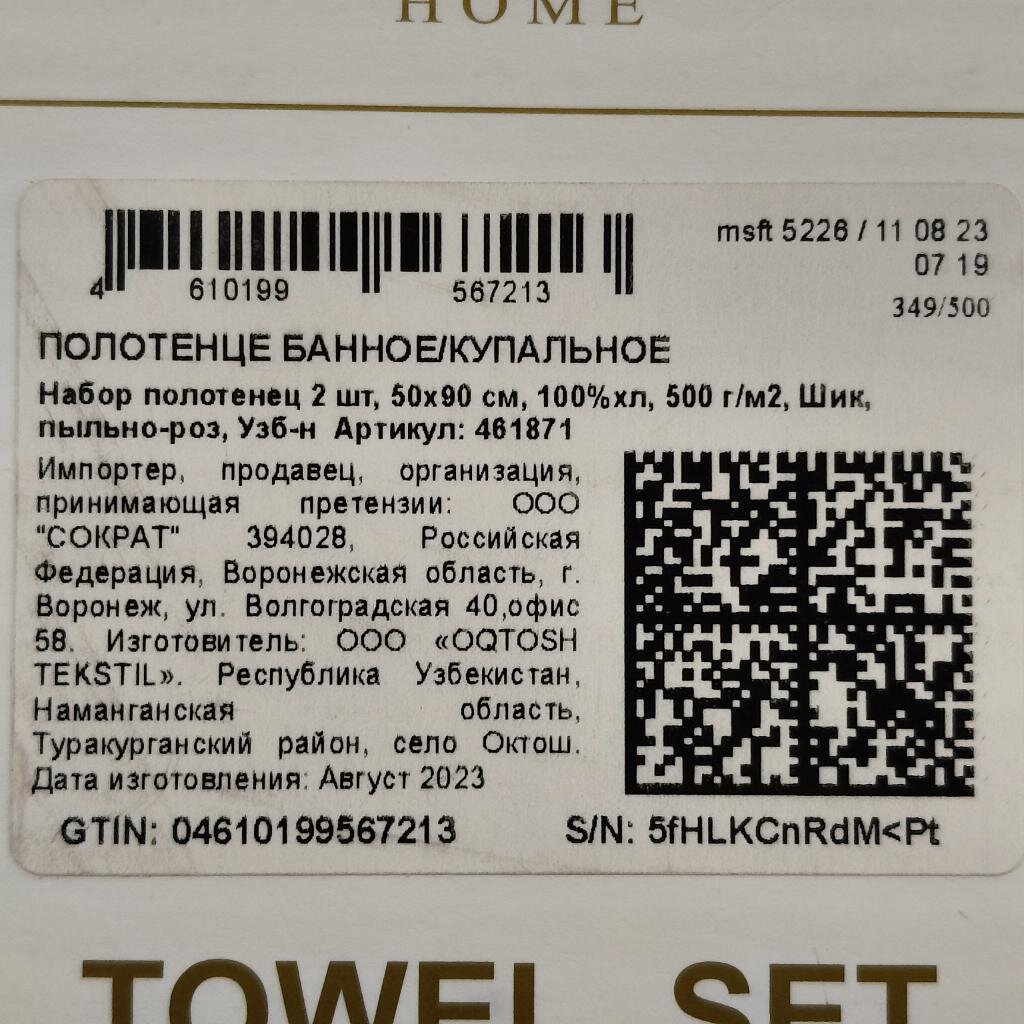 HOME
4 610199 567213
msft 5226 / 11 08 23
07 19
349/500
ПОЛОТЕНЦЕ БАННОЕ/КУПАЛЬНОЕ
Набор полотенец 2 шт, 50х90 см, 100%хл, 500 г/м2, Шик,
пыльно-роз, Узб-н Артикул: 461871
Импортер, продавец, организация,
принимающая претензии: ООО
"СОКРАТ" 394028, Российская
Федерация, Воронежская область, г.
Воронеж, ул. Волгоградская 40,офис
58. Изготовитель: ООО «OQTOSH
TEKSTIL». Республика Узбекистан,
Наманганская область,
Туракурганский район, село Октош.
Дата изготовления: Август 2023
GTIN: 04610199567213
S/N: 5fHLKCnRdM<Pt
TOWEL SET